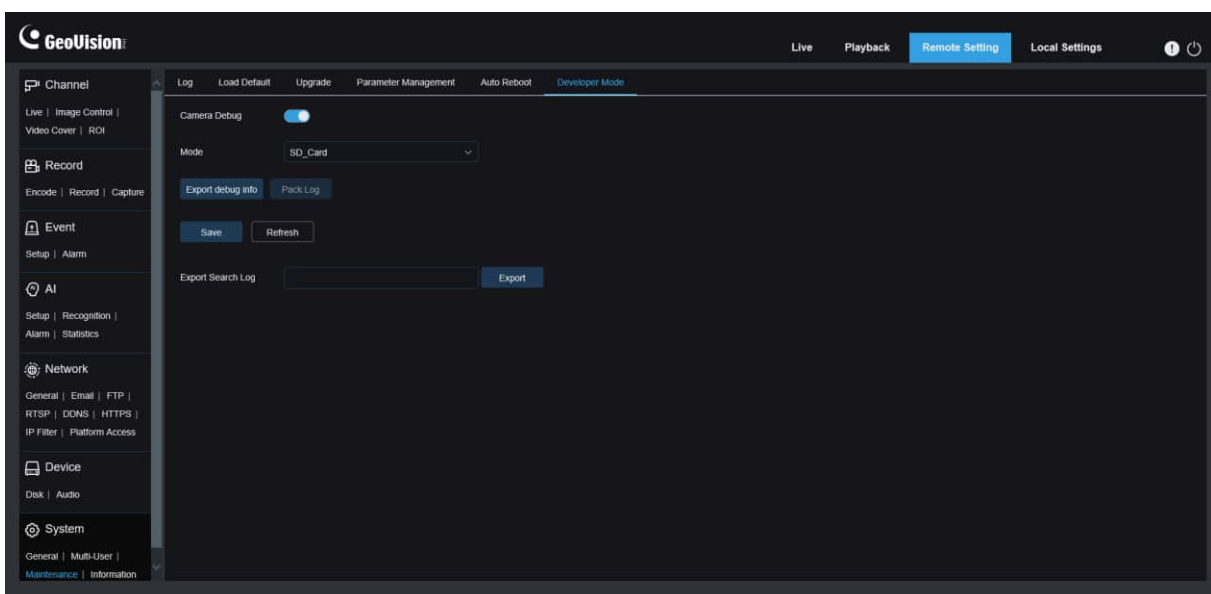 GeoVision
Live Playback Remote Setting Local Settings
Channel
Live | Image Control |
Video Cover | ROI
Record
Encode | Record | Capture
Event
Setup | Alarm
AI
Setup | Recognition |
Alarm | Statistics
Network
General | Email | FTP |
RTSP | DDNS | HTTPS |
IP Filter | Platform Access
Device
Disk | Audio
System
General | Multi-User |
Maintenance | Information
Log Load Default Upgrade Parameter Management Auto Reboot Developer Mode
Camera Debug
Mode SD_Card
Export debug info Pack Log
Save Refresh
Export Search Log Export